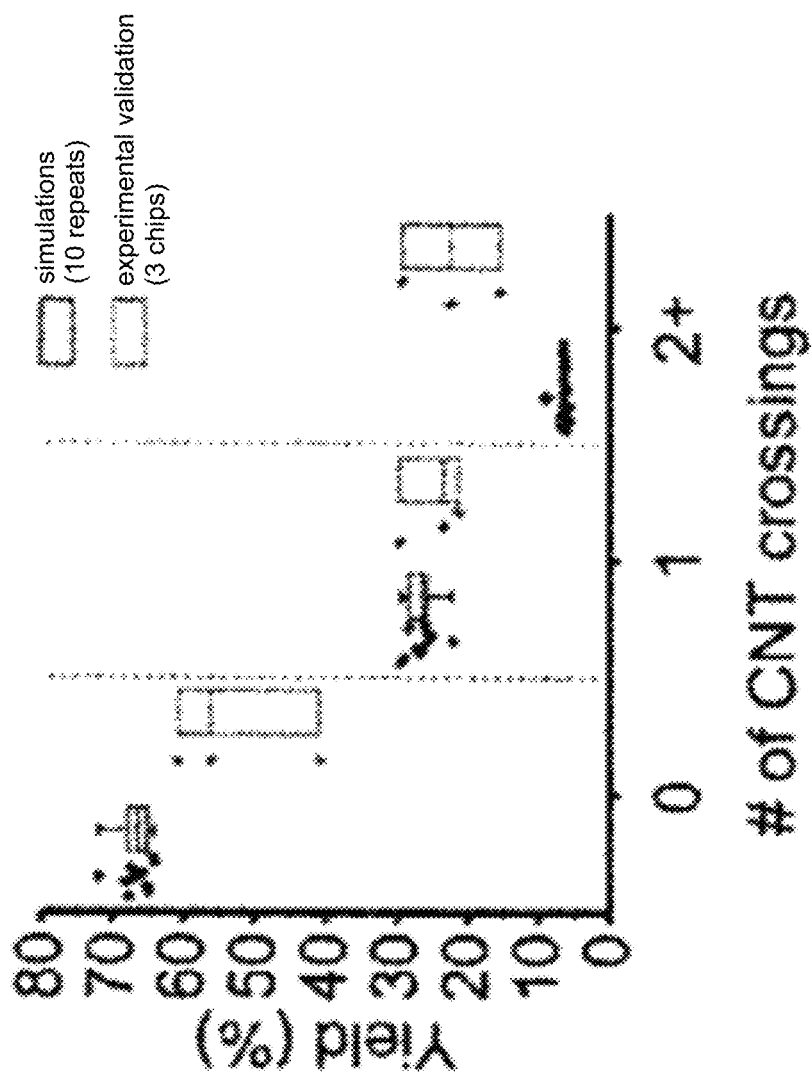 simulations
(10 repeats)
experimental validation
(3 chips)
Yield (%)
80
70
60
50
40
30
20
10
0
0
1
2+
# of CNT crossings